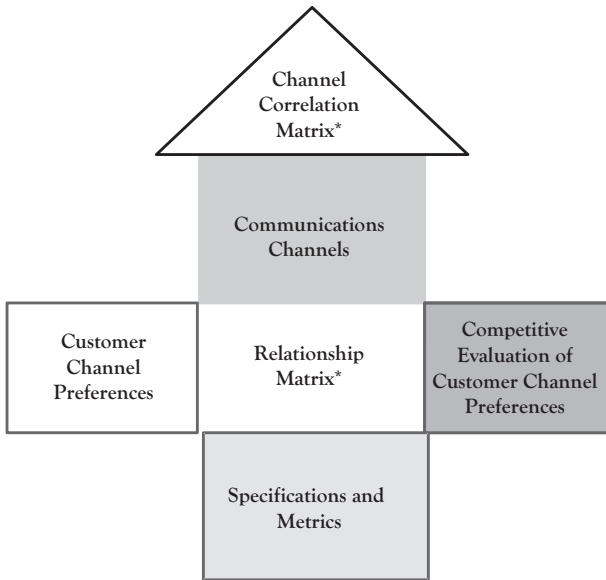 Channel
Correlation
Matrix*
Communications
Channels
Customer
Channel
Preferences
Relationship
Matrix*
Competitive
Evaluation of
Customer Channel
Preferences
Specifications and
Metrics